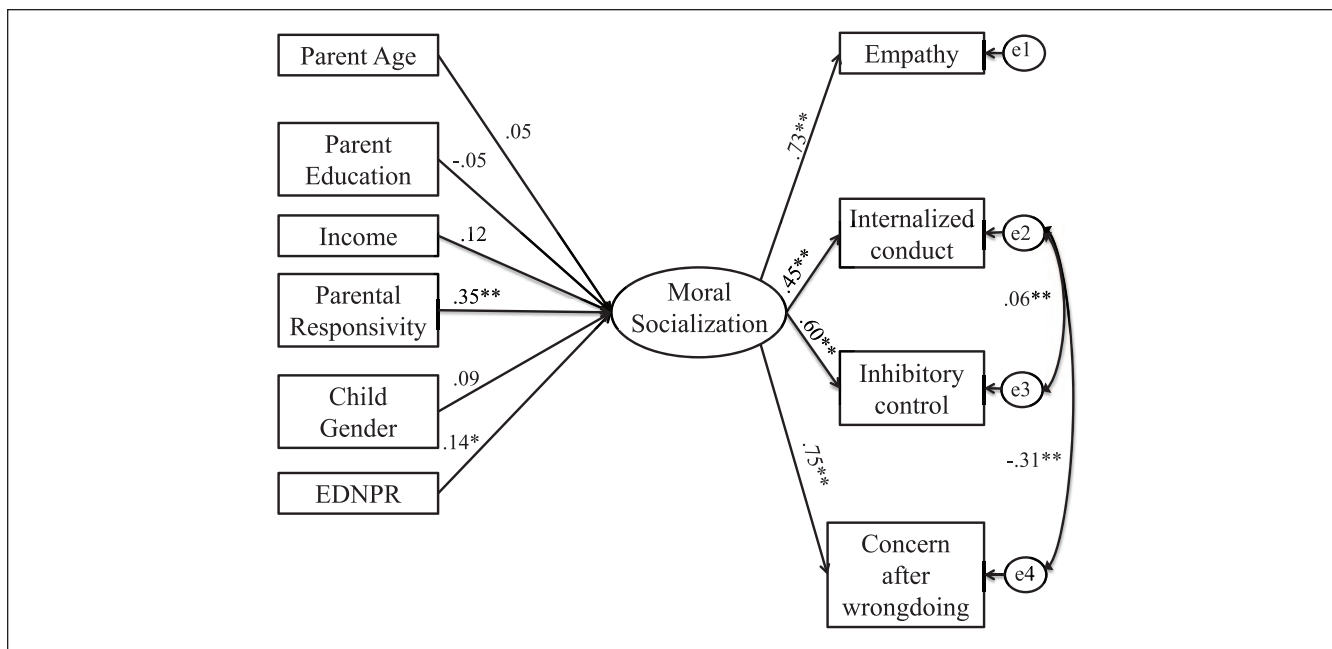 Parent Age
.05
Parent
Education
-.05
Income
.12
Parental
Responsivity
.35**
Child
Gender
.09
EDNPR
.14*
Moral
Socialization
.73**
.45**
.60**
.75**
Empathy
e1
Internalized
conduct
e2
.06**
Inhibitory
control
e3
-.31**
Concern
after
wrongdoing
e4